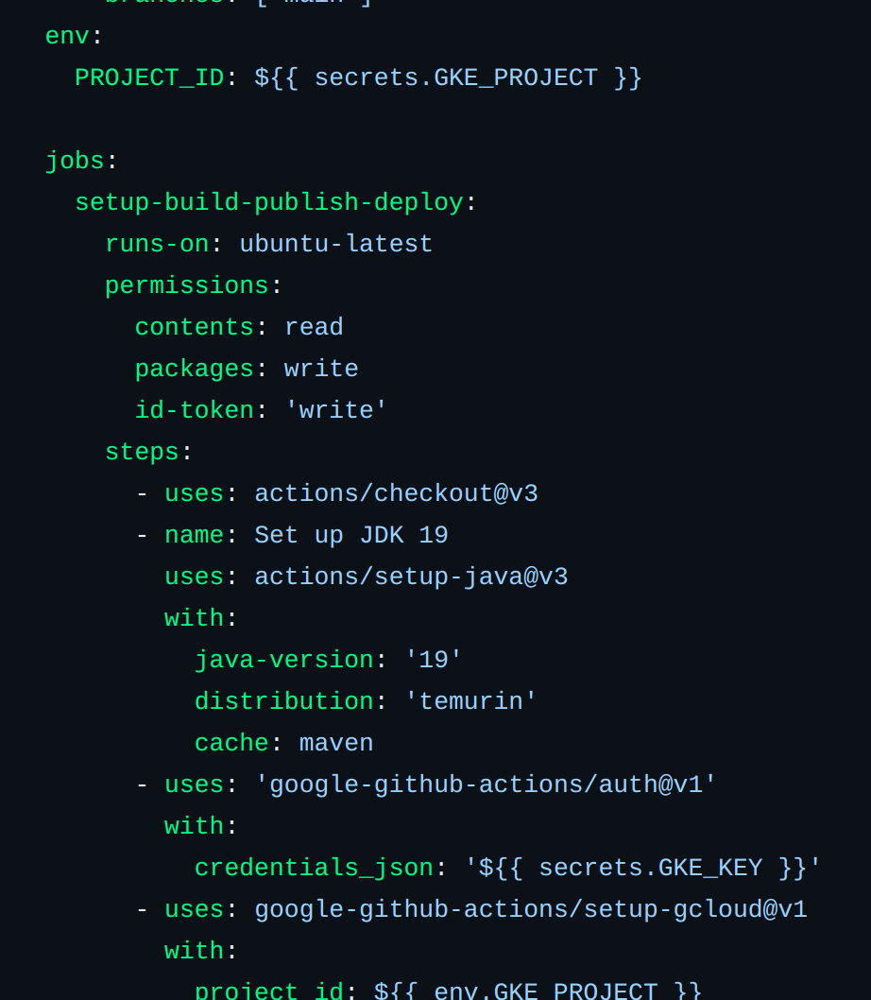 branches: [ "main" ]
env:
  PROJECT_ID: ${{ secrets.GKE_PROJECT }}

jobs:
  setup-build-publish-deploy:
    runs-on: ubuntu-latest
    permissions:
      contents: read
      packages: write
      id-token: 'write'
    steps:
      - uses: actions/checkout@v3
      - name: Set up JDK 19
        uses: actions/setup-java@v3
        with:
          java-version: '19'
          distribution: 'temurin'
          cache: maven
      - uses: 'google-github-actions/auth@v1'
        with:
          credentials_json: '${{ secrets.GKE_KEY }}'
      - uses: google-github-actions/setup-gcloud@v1
        with:
          project_id: ${{ env.GKE_PROJECT }}